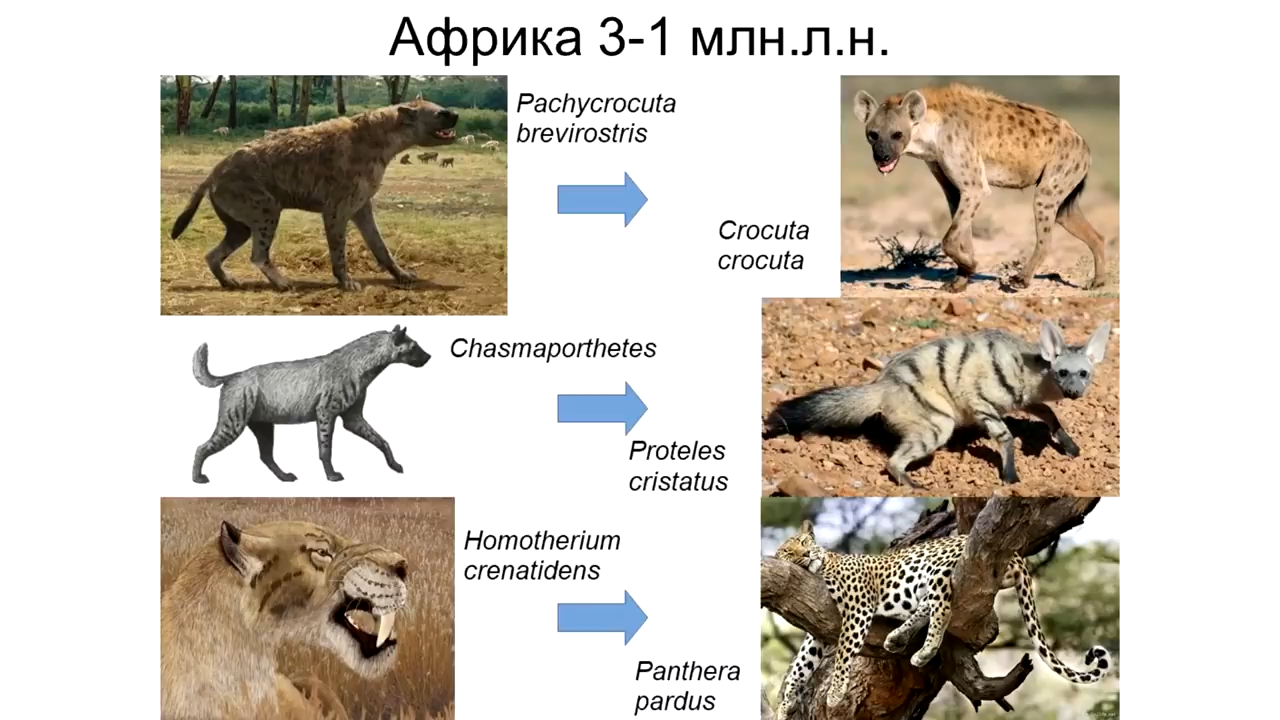 Африка 3-1 млн.л.н.
Pachycrocuta
brevirostris
Crocuta
crocuta
Chasmaporthetes
Proteles
cristatus
Homotherium
crenatidens
Panthera
pardus